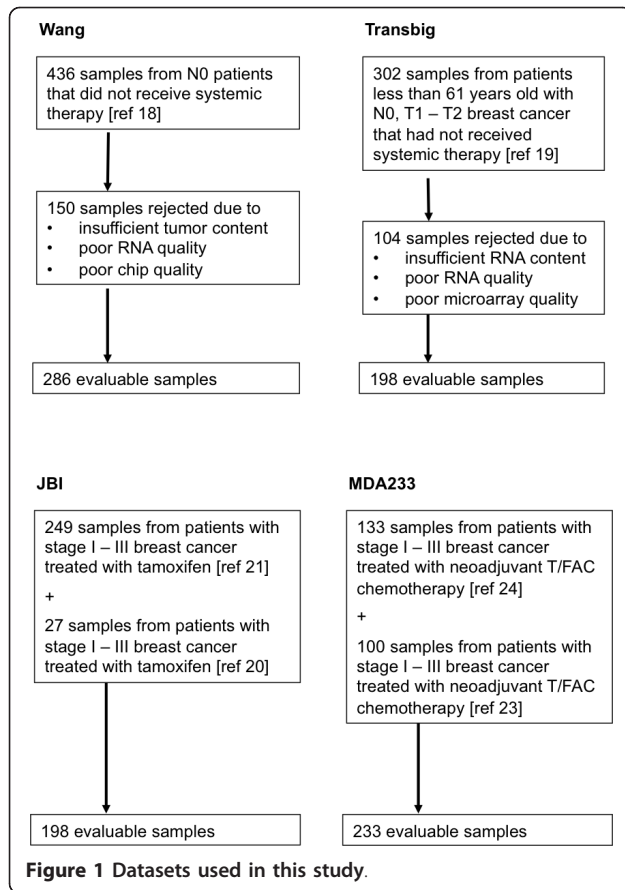 Wang
436 samples from N0 patients
that did not receive systemic
therapy [ref 18]
150 samples rejected due to
• insufficient tumor content
• poor RNA quality
• poor chip quality
286 evaluable samples
Transbig
302 samples from patients
less than 61 years old with
N0, T1 – T2 breast cancer
that had not received
systemic therapy [ref 19]
104 samples rejected due to
• insufficient RNA content
• poor RNA quality
• poor microarray quality
198 evaluable samples
JBI
249 samples from patients with
stage I – III breast cancer
treated with tamoxifen [ref 21]
+
27 samples from patients with
stage I – III breast cancer
treated with tamoxifen [ref 20]
198 evaluable samples
MDA233
133 samples from patients with
stage I – III breast cancer
treated with neoadjuvant T/FAC
chemotherapy [ref 24]
+
100 samples from patients with
stage I – III breast cancer
treated with neoadjuvant T/FAC
chemotherapy [ref 23]
233 evaluable samples
Figure 1 Datasets used in this study.